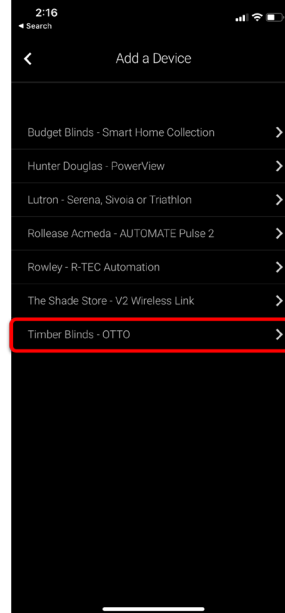 2:16
◄ Search
Add a Device
Budget Blinds - Smart Home Collection
Hunter Douglas - PowerView
Lutron - Serena, Sivoia or Triathlon
Rollease Acmeda - AUTOMATE Pulse 2
Rowley - R-TEC Automation
The Shade Store - V2 Wireless Link
Timber Blinds - OTTO